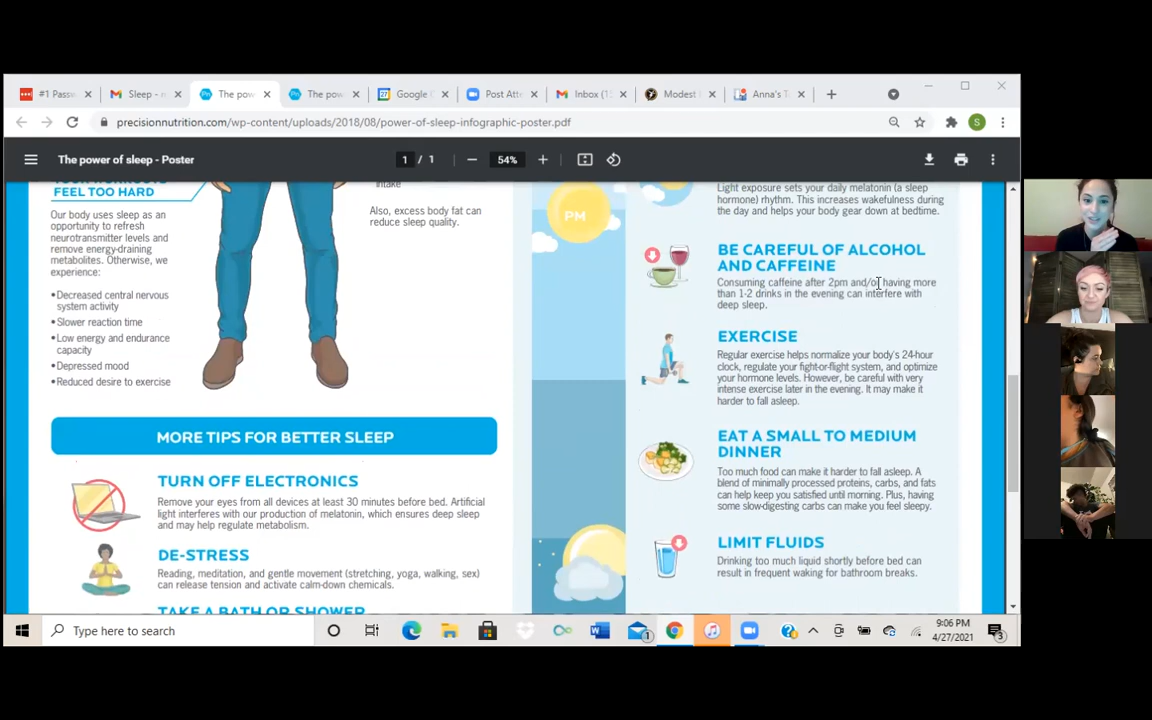 #1 Passw
Sleep - m
The pow
The pow
Google C
Post Atte
Inbox (1
Modest
Anna's T
precisionnutrition.com/wp-content/uploads/2018/08/power-of-sleep-infographic-poster.pdf
S
The power of sleep - Poster
1 / 1
54%
FEEL TOO HARD
Our body uses sleep as an
opportunity to refresh
neurotransmitter levels and
remove energy-draining
metabolites. Otherwise, we
experience:
•Decreased central nervous
system activity
•Slower reaction time
•Low energy and endurance
capacity
•Depressed mood
•Reduced desire to exercise
intake
Also, excess body fat can
reduce sleep quality.
MORE TIPS FOR BETTER SLEEP
TURN OFF ELECTRONICS
Remove your eyes from all devices at least 30 minutes before bed. Artificial
light interferes with our production of melatonin, which ensures deep sleep
and may help regulate metabolism.
DE-STRESS
Reading, meditation, and gentle movement (stretching, yoga, walking, sex)
can release tension and activate calm-down chemicals.
TAKE A BATH OR SHOWER
PM
Light exposure sets your daily melatonin (a sleep
hormone) rhythm. This increases wakefulness during
the day and helps your body gear down at bedtime.
BE CAREFUL OF ALCOHOL
AND CAFFEINE
Consuming caffeine after 2pm and/or having more
than 1-2 drinks in the evening can interfere with
deep sleep.
EXERCISE
Regular exercise helps normalize your body's 24-hour
clock, regulate your fight-or-flight system, and optimize
your hormone levels. However, be careful with very
intense exercise later in the evening. It may make it
harder to fall asleep.
EAT A SMALL TO MEDIUM
DINNER
Too much food can make it harder to fall asleep. A
blend of minimally processed proteins, carbs, and fats
can help keep you satisfied until morning. Plus, having
some slow-digesting carbs can make you feel sleepy.
LIMIT FLUIDS
Drinking too much liquid shortly before bed can
result in frequent waking for bathroom breaks.
Type here to search
9:06 PM
4/27/2021